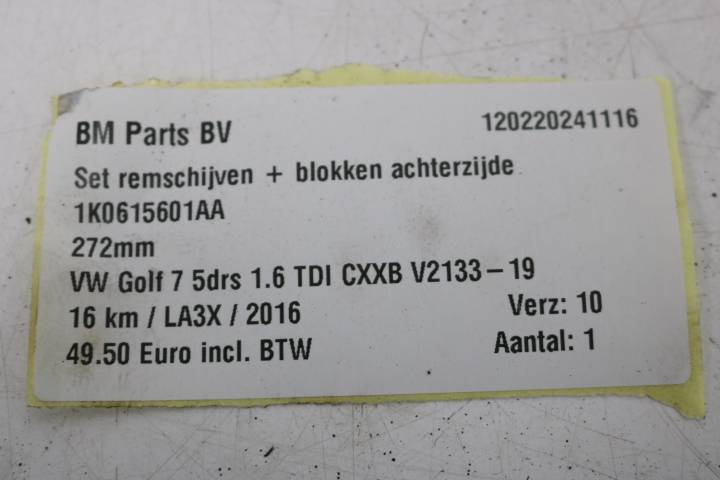 BM Parts BV 120220241116
Set remschijven + blokken achterzijde
1K0615601AA
272mm
VW Golf 7 5drs 1.6 TDI CXXB V2133-19
16 km / LA3X / 2016 Verz: 10
49.50 Euro incl. BTW Aantal: 1